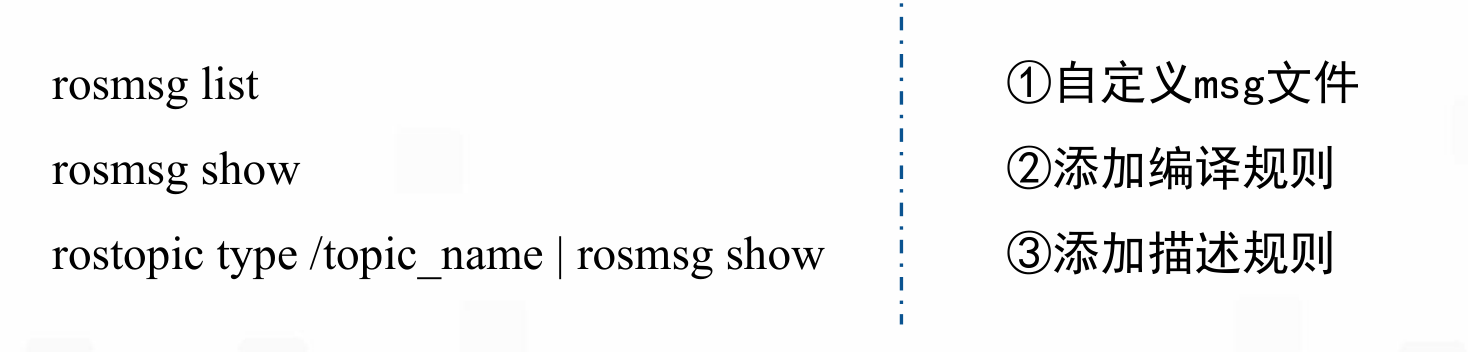 rosmsg list
rosmsg show
rostopic type /topic_name | rosmsg show
①自定义msg文件
②添加编译规则
③添加描述规则